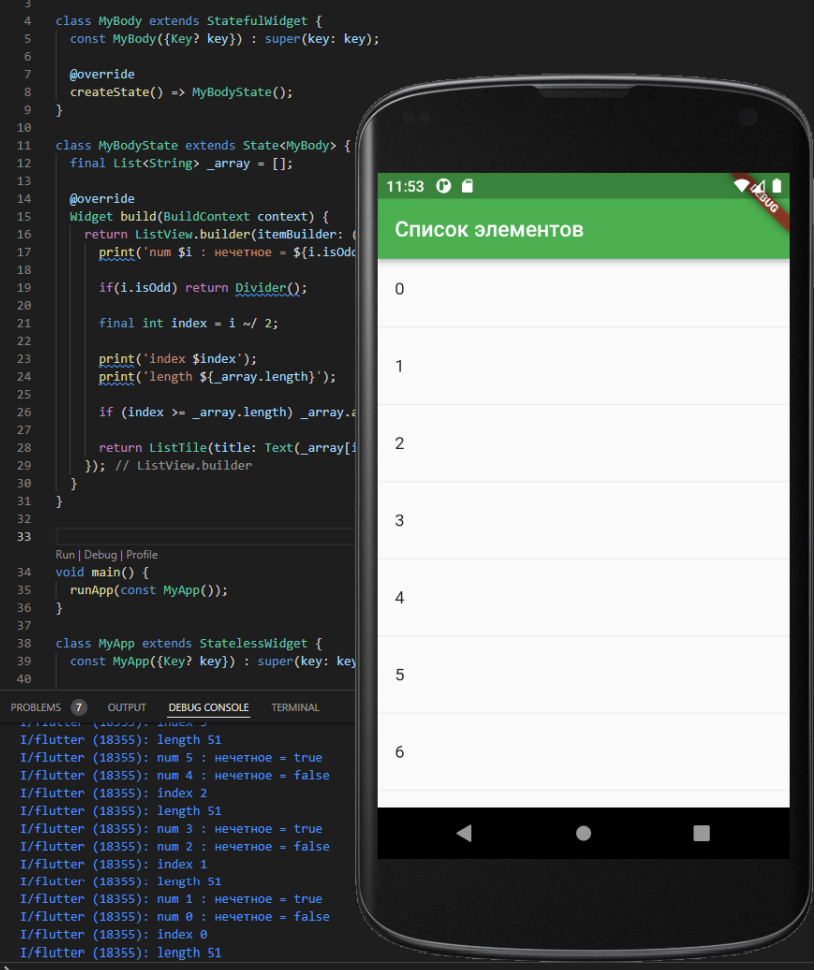 3
4 class MyBody extends StatefulWidget {
5 const MyBody({Key? key}) : super(key: key);
6
7 @override
8 createState() => MyBodyState();
9 }
10
11 class MyBodyState extends State<MyBody> {
12 final List<String> _array = [];
13
14 @override
15 Widget build(BuildContext context) {
16 return ListView.builder(itemBuilder: (
17 print('num $i : нечетное = ${i.isOdd
18
19 if(i.isOdd) return Divider();
20
21 final int index = i ~/ 2;
22
23 print('index $index');
24 print('length ${_array.length}');
25
26 if (index >= _array.length) _array.a
27
28 return ListTile(title: Text(_array[i
29 }); // ListView.builder
30 }
31 }
32
33
Run | Debug | Profile
34 void main() {
35 runApp(const MyApp());
36 }
37
38 class MyApp extends StatelessWidget {
39 const MyApp({Key? key}) : super(key: key
40
PROBLEMS 7 OUTPUT DEBUG CONSOLE TERMINAL
I/flutter (18355): index 3
I/flutter (18355): length 51
I/flutter (18355): num 5 : нечетное = true
I/flutter (18355): num 4 : нечетное = false
I/flutter (18355): index 2
I/flutter (18355): length 51
I/flutter (18355): num 3 : нечетное = true
I/flutter (18355): num 2 : нечетное = false
I/flutter (18355): index 1
I/flutter (18355): length 51
I/flutter (18355): num 1 : нечетное = true
I/flutter (18355): num 0 : нечетное = false
I/flutter (18355): index 0
I/flutter (18355): length 51
11:53
DEBUG
Список элементов
0
1
2
3
4
5
6